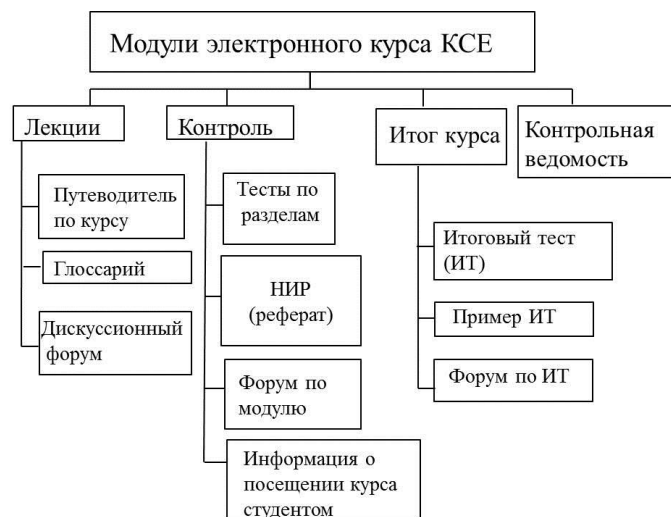 Модули электронного курса КСЕ
Лекции
Контроль
Итог курса
Контрольная
ведомость
Путеводитель
по курсу
Глоссарий
Дискуссионный
форум
Тесты по
разделам
НИР
(реферат)
Форум по
модулю
Информация о
посещении курса
студентом
Итоговый тест
(ИТ)
Пример ИТ
Форум по ИТ